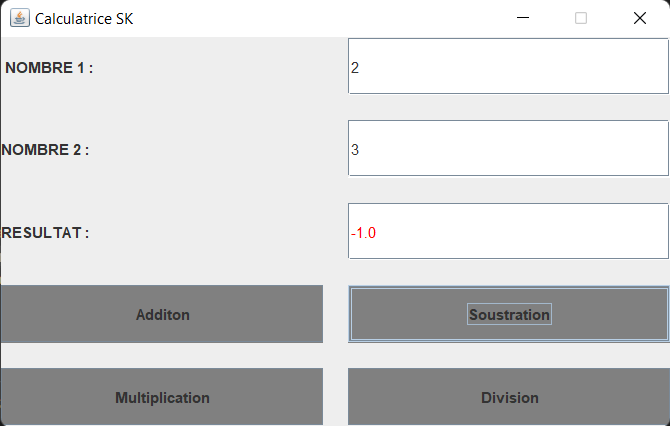 Calculatrice SK
NOMBRE 1 :
2
NOMBRE 2 :
3
RESULTAT :
-1.0
Additon
Soustration
Multiplication
Division